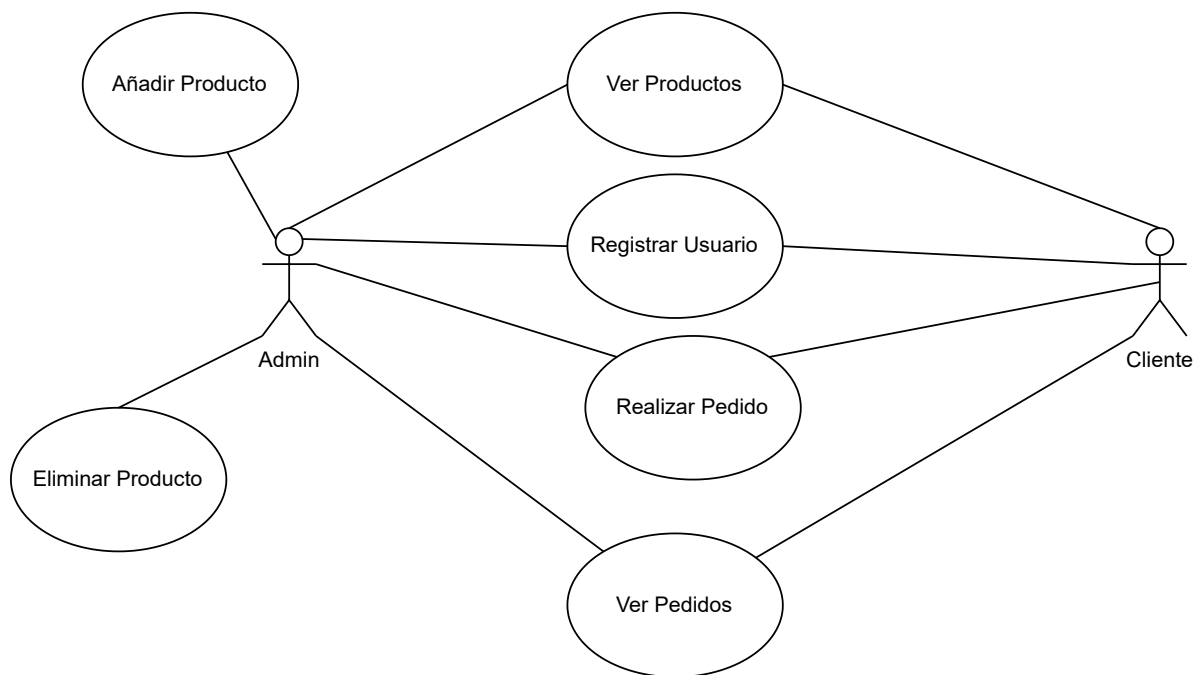 Añadir Producto
Ver Productos
Registrar Usuario
Admin
Cliente
Realizar Pedido
Eliminar Producto
Ver Pedidos